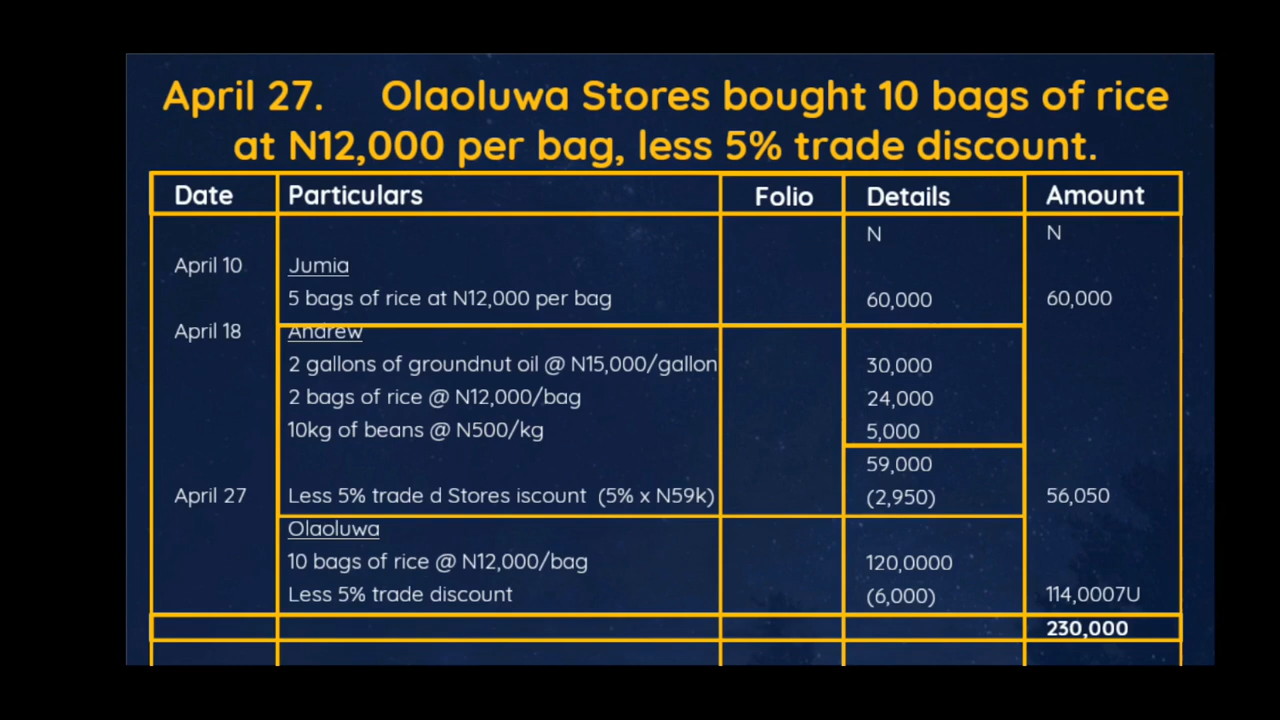 April 27. Olaoluwa Stores bought 10 bags of rice
at N12,000 per bag, less 5% trade discount.
Date Particulars Folio Details Amount
N N
April 10 Jumia
5 bags of rice at N12,000 per bag 60,000 60,000
April 18 Andrew
2 gallons of groundnut oil @ N15,000/gallon 30,000
2 bags of rice @ N12,000/bag 24,000
10kg of beans @ N500/kg 5,000
59,000
April 27 Less 5% trade d Stores iscount (5% x N59k) (2,950) 56,050
Olaoluwa
10 bags of rice @ N12,000/bag 120,0000
Less 5% trade discount (6,000) 114,0007U
230,000